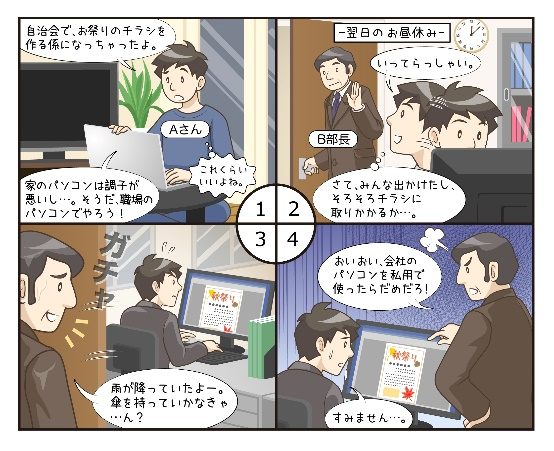 自治会で、お祭りのチラシを
作る係になっちゃったよ。
Aさん
これくらい
いいよね。
家のパソコンは調子が
悪いし…。そうだ、職場の
パソコンでやろう!
-翌日のお昼休み-
いってらっしゃい。
B部長
さて、みんな出かけたし、
そろそろチラシに
取りかかるか…。
1
2
3
4
ガチャ
秋祭り
雨が降っていたよー。
傘を持っていかなきゃ
…ん?
おいおい、会社の
パソコンを私用で
使ったらだめだろ!
秋祭り
すみません…。